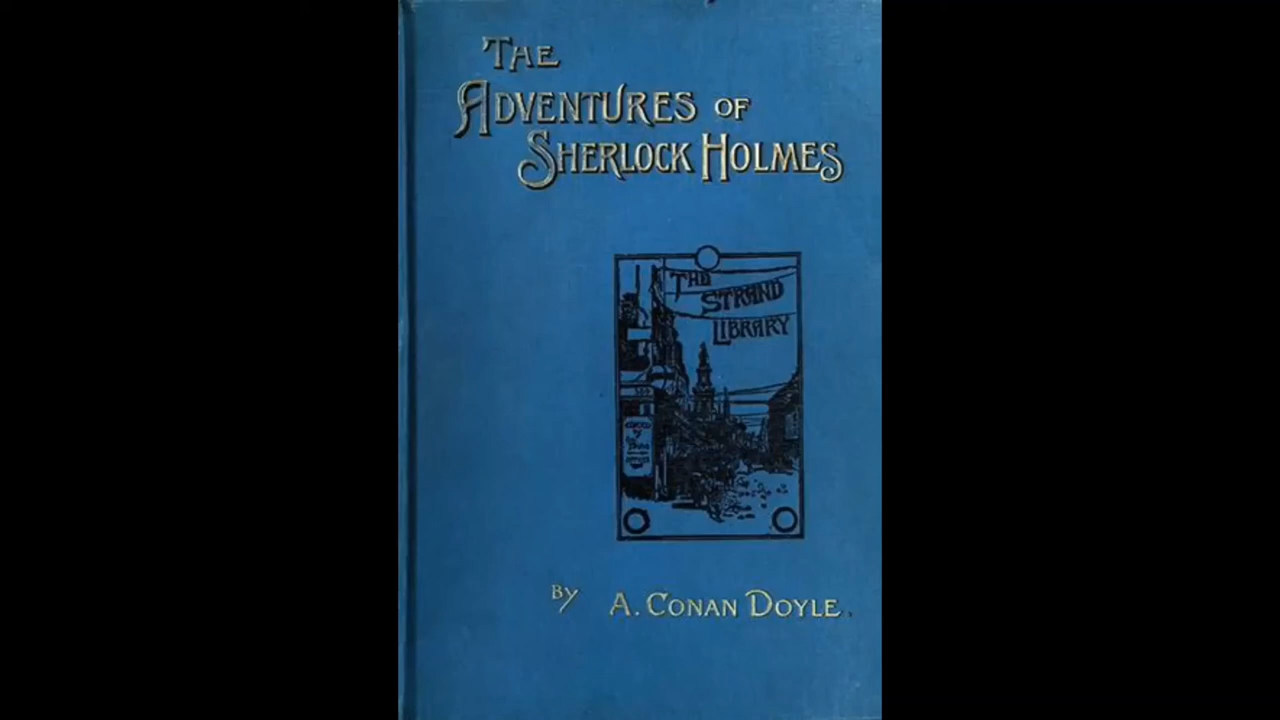 THE
ADVENTURES OF
SHERLOCK HOLMES
THE
STRAND
LIBRARY
BY A. CONAN DOYLE.